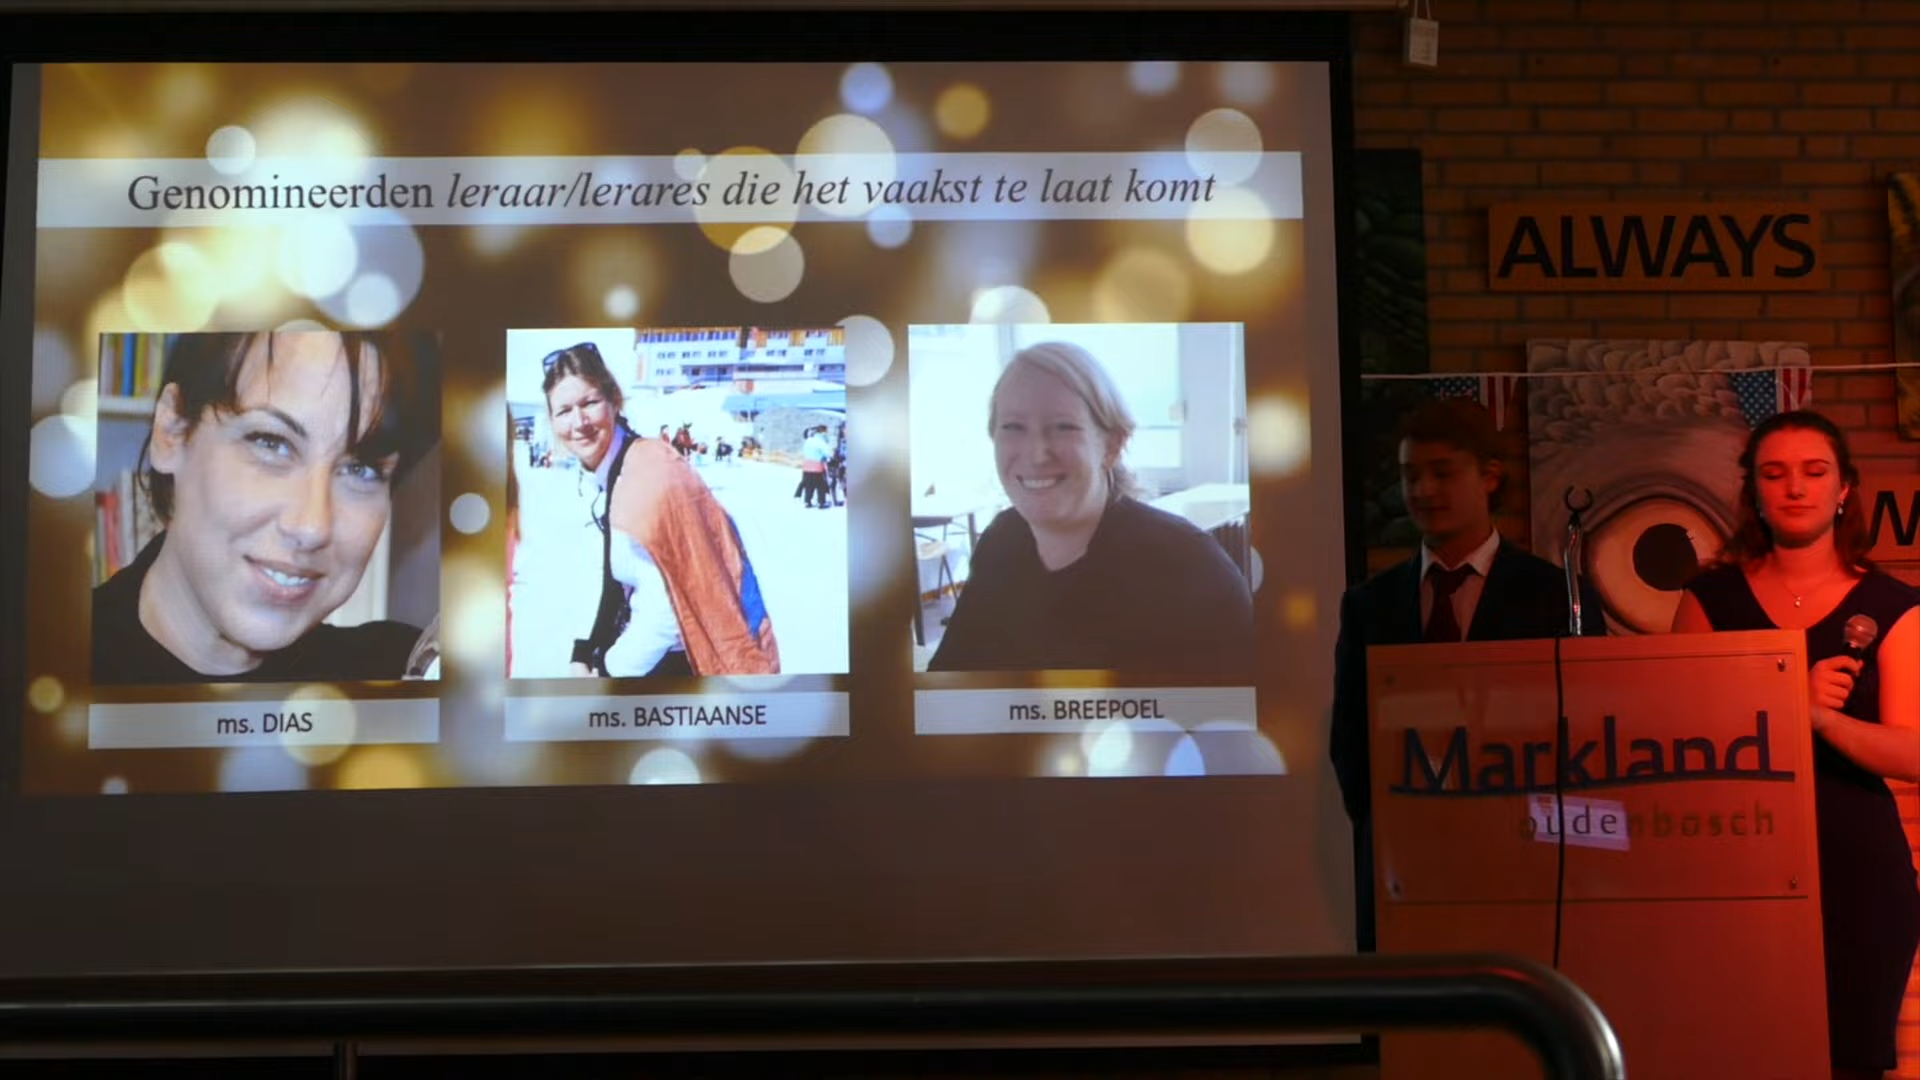 Genomineerden leraar/lerares die het vaakst te laat komt
ms. DIAS
ms. BASTIAANSE
ms. BREEPOEL
ALWAYS
Markland
oudenbosch